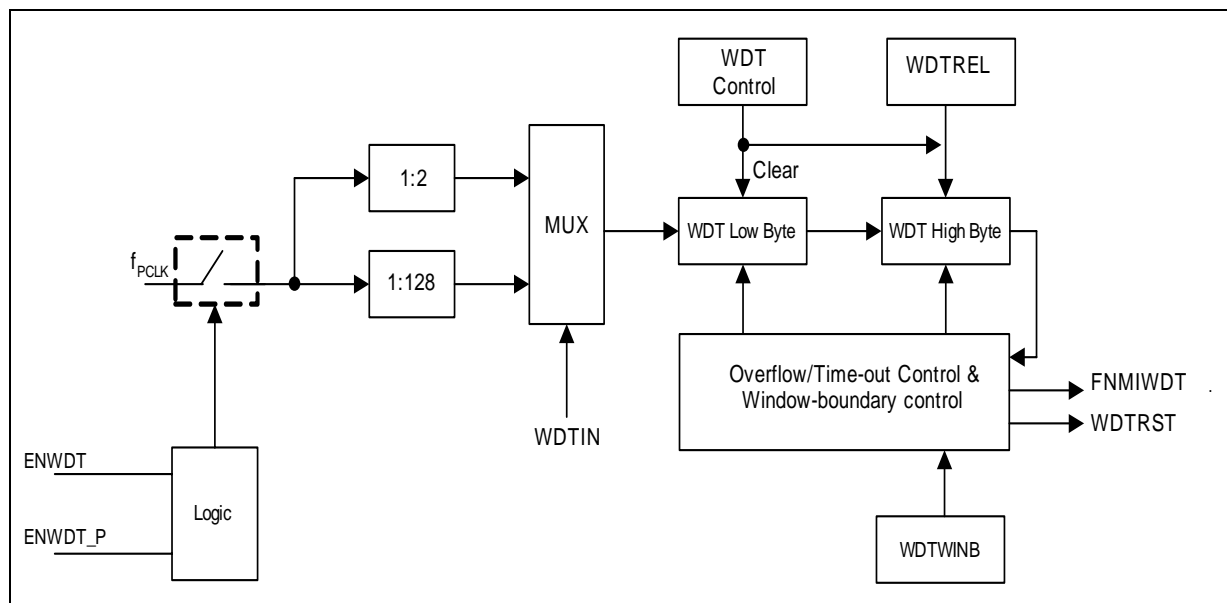 WDT
Control
WDTREL
Clear
1:2
MUX
WDT Low Byte
WDT High Byte
fPCLK
1:128
Overflow/Time-out Control &
Window-boundary control
FNMIWDT
.
WDTRST
WDTIN
ENWDT
Logic
ENWDT_P
WDTWINB